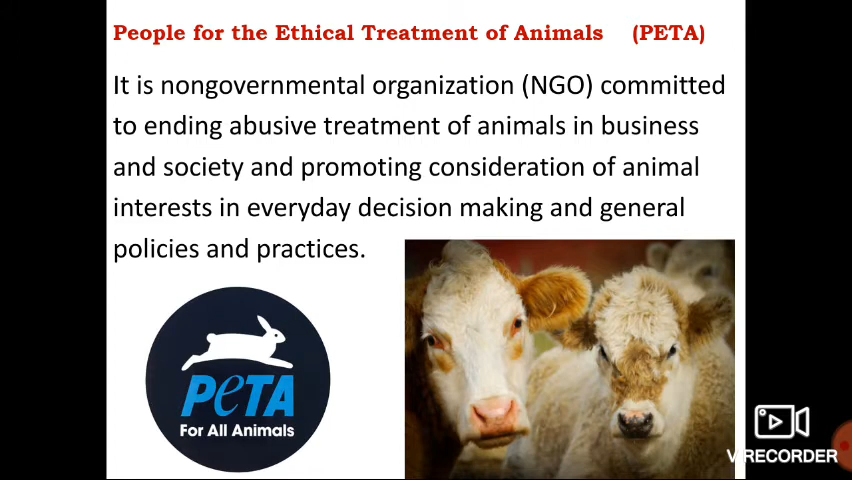 People for the Ethical Treatment of Animals (PETA)
It is nongovernmental organization (NGO) committed
to ending abusive treatment of animals in business
and society and promoting consideration of animal
interests in everyday decision making and general
policies and practices.
PeTA
For All Animals
V RECORDER